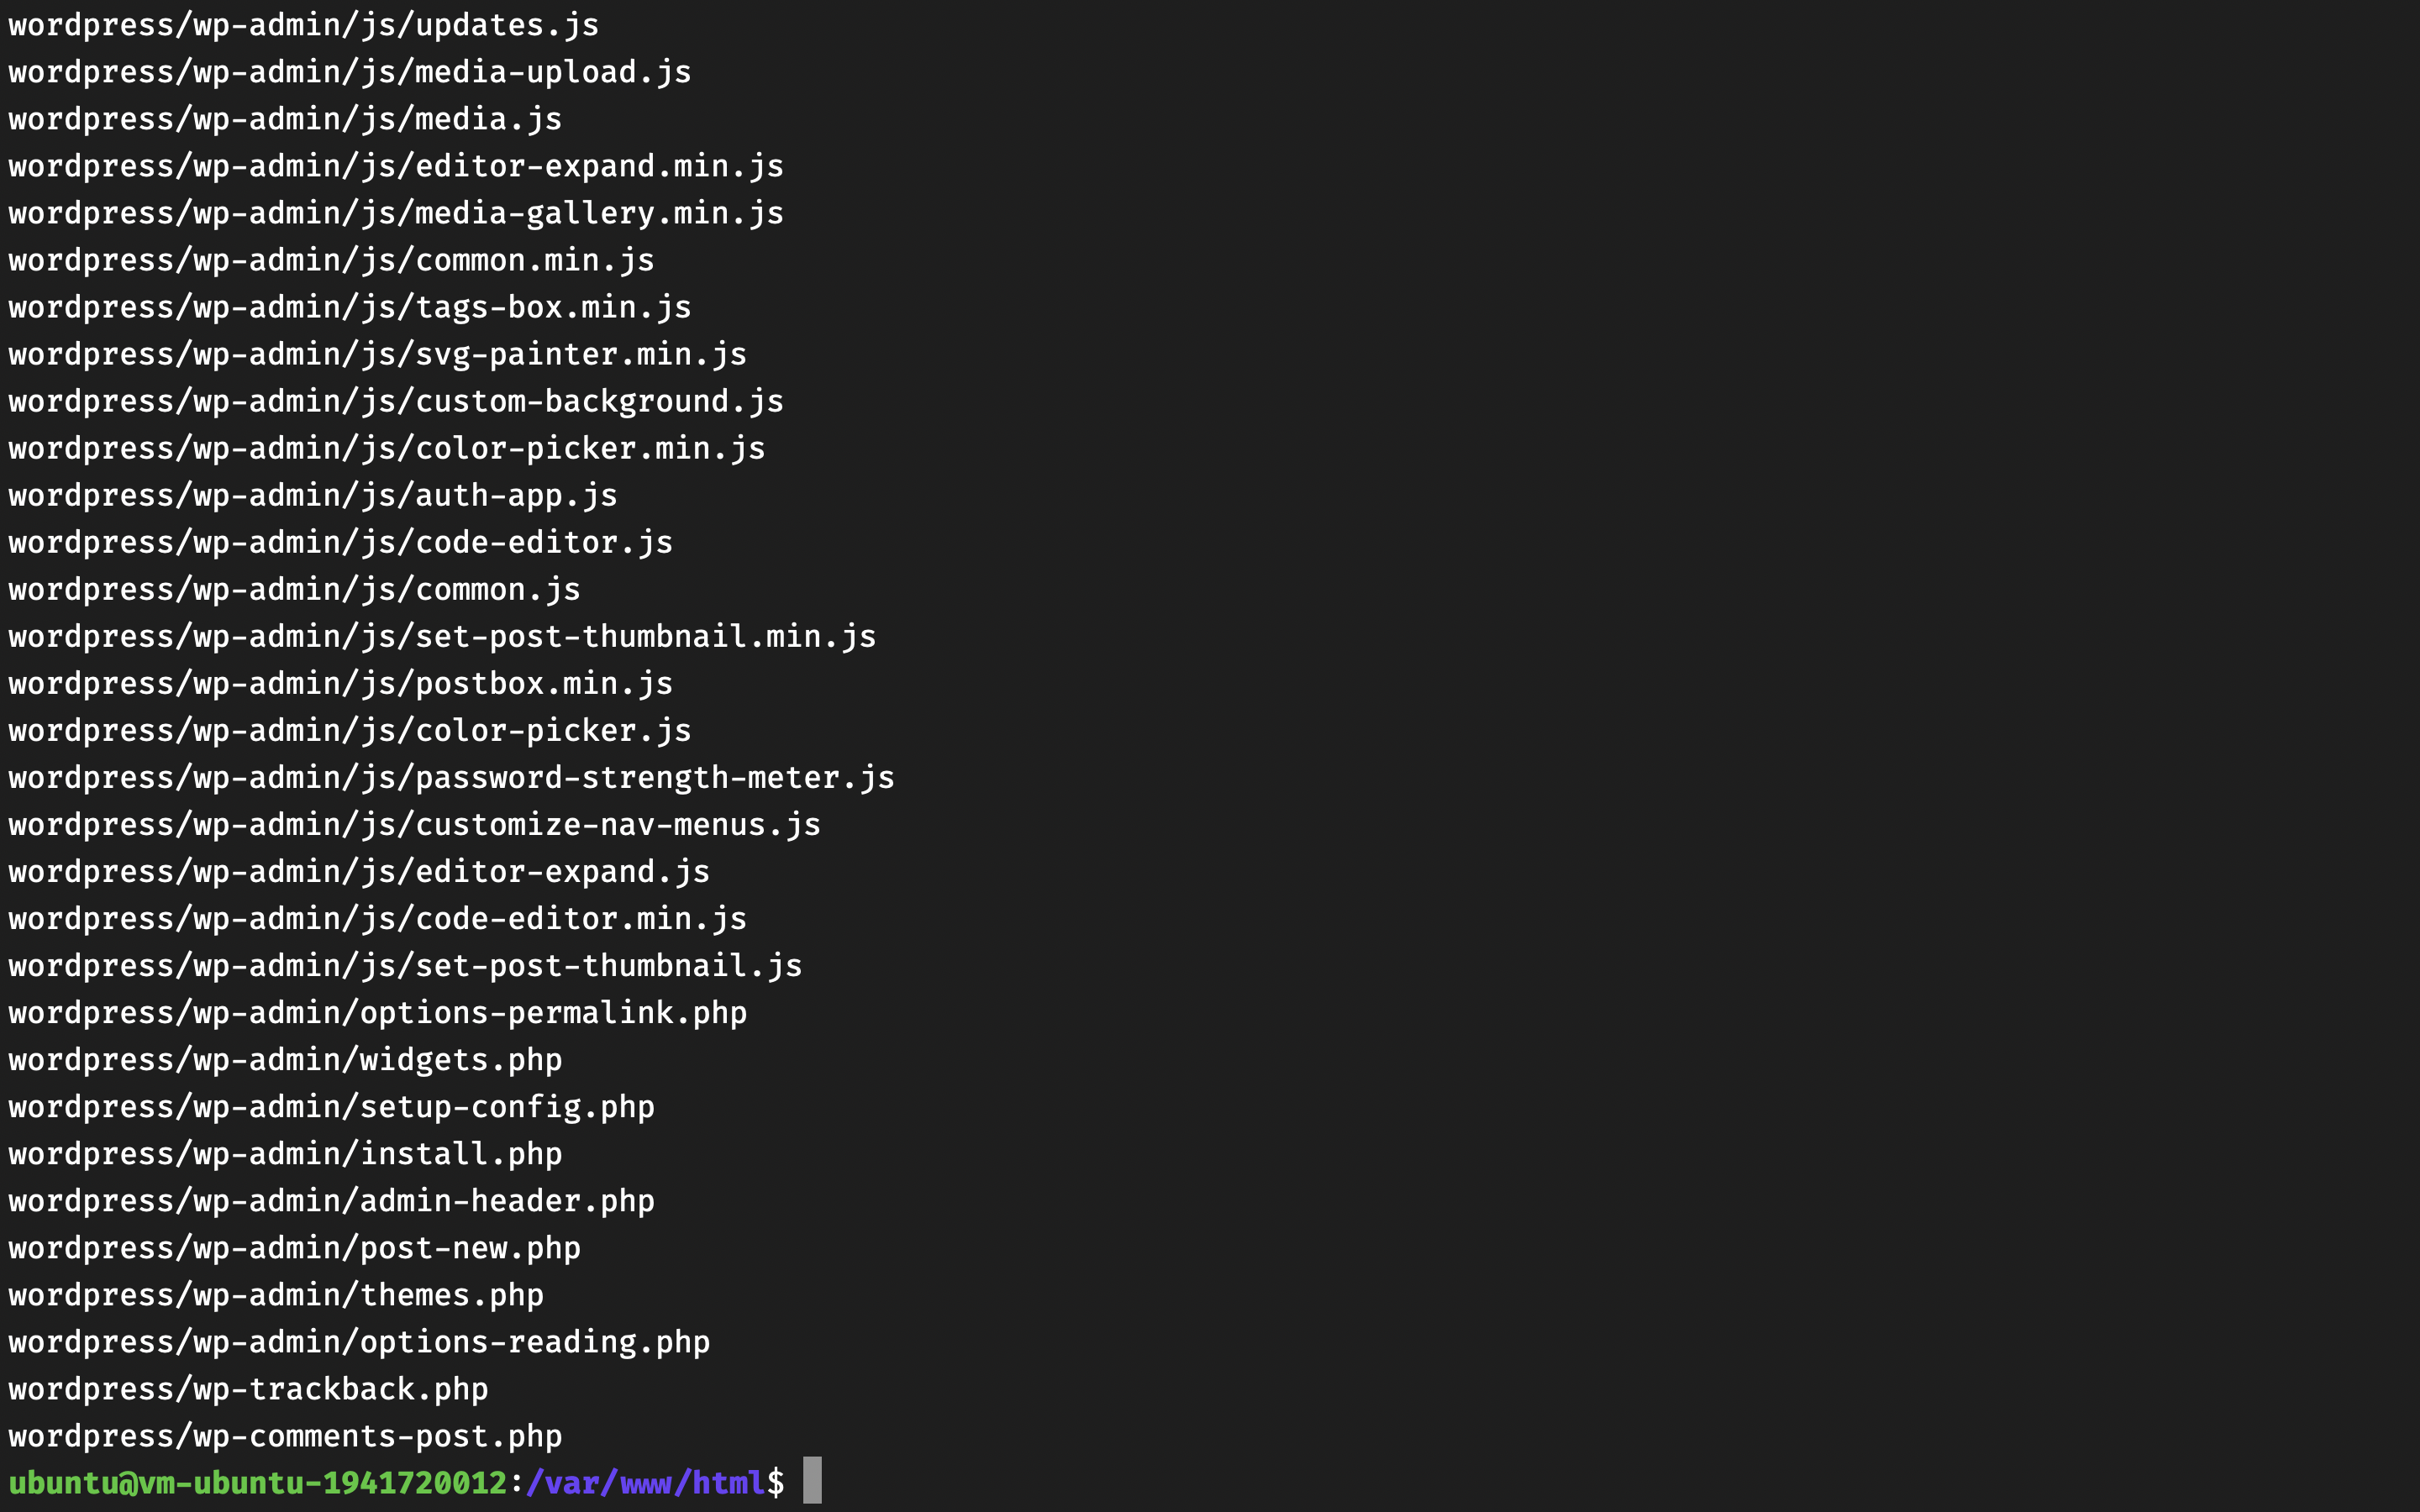 wordpress/wp-admin/js/updates.js
wordpress/wp-admin/js/media-upload.js
wordpress/wp-admin/js/media.js
wordpress/wp-admin/js/editor-expand.min.js
wordpress/wp-admin/js/media-gallery.min.js
wordpress/wp-admin/js/common.min.js
wordpress/wp-admin/js/tags-box.min.js
wordpress/wp-admin/js/svg-painter.min.js
wordpress/wp-admin/js/custom-background.js
wordpress/wp-admin/js/color-picker.min.js
wordpress/wp-admin/js/auth-app.js
wordpress/wp-admin/js/code-editor.js
wordpress/wp-admin/js/common.js
wordpress/wp-admin/js/set-post-thumbnail.min.js
wordpress/wp-admin/js/postbox.min.js
wordpress/wp-admin/js/color-picker.js
wordpress/wp-admin/js/password-strength-meter.js
wordpress/wp-admin/js/customize-nav-menus.js
wordpress/wp-admin/js/editor-expand.js
wordpress/wp-admin/js/code-editor.min.js
wordpress/wp-admin/js/set-post-thumbnail.js
wordpress/wp-admin/options-permalink.php
wordpress/wp-admin/widgets.php
wordpress/wp-admin/setup-config.php
wordpress/wp-admin/install.php
wordpress/wp-admin/admin-header.php
wordpress/wp-admin/post-new.php
wordpress/wp-admin/themes.php
wordpress/wp-admin/options-reading.php
wordpress/wp-trackback.php
wordpress/wp-comments-post.php
ubuntu@vm-ubuntu-1941720012:/var/www/html$